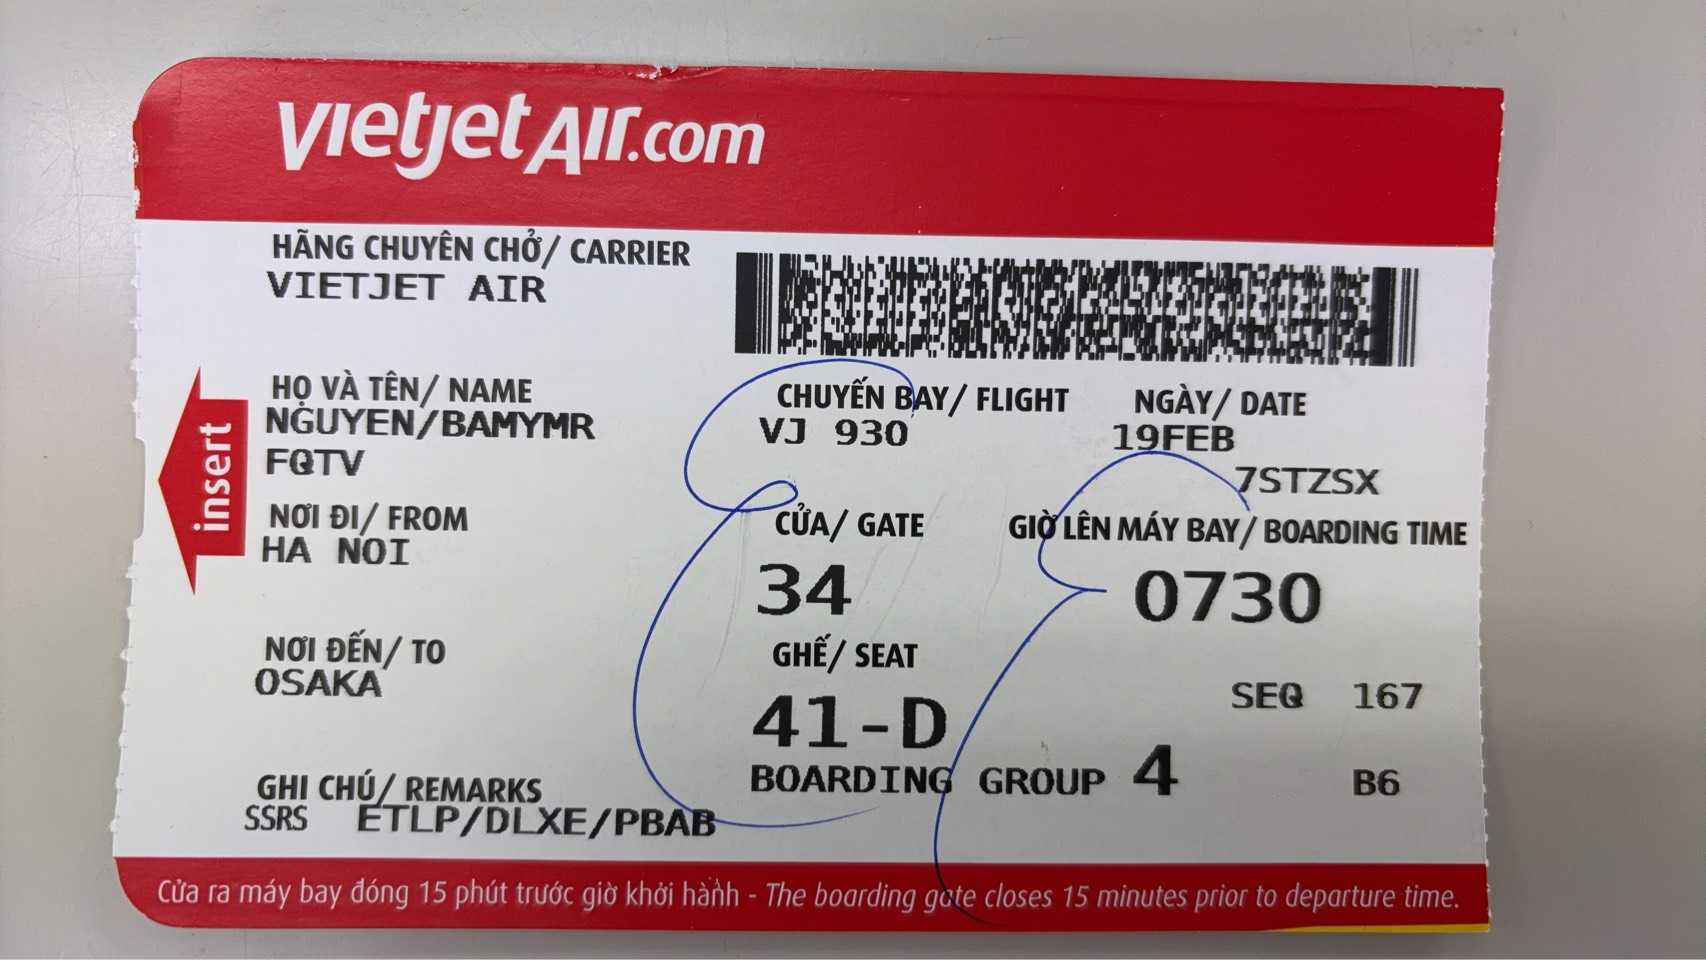 vietjetAir.com
HÃNG CHUYÊN CHỞ/ CARRIER
VIETJET AIR
HỌ VÀ TÊN/ NAME
NGUYEN/BAMYMR
FQTV
NƠI ĐI/ FROM
HA NOI
NƠI ĐẾN/ TO
OSAKA
GHI CHÚ/ REMARKS
SSRS ETLP/DLXE/PBAB
insert
CHUYẾN BAY/ FLIGHT
VJ 930
NGÀY/ DATE
19FEB
7STZSX
CỬA/ GATE
34
GIỜ LÊN MÁY BAY/ BOARDING TIME
0730
GHẾ/ SEAT
41-D
SEQ 167
BOARDING GROUP 4
B6
Cửa ra máy bay đóng 15 phút trước giờ khởi hành - The boarding gate closes 15 minutes prior to departure time.